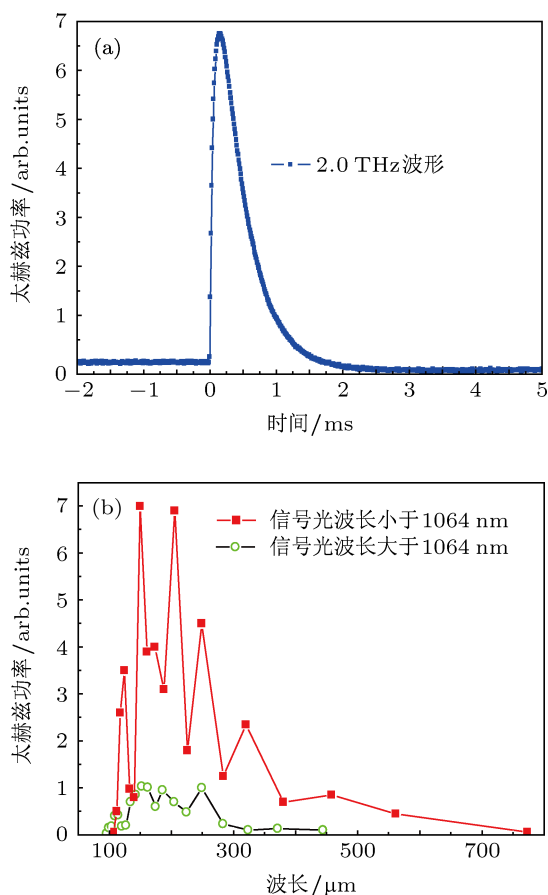 (a)
2.0 THz波形
太赫兹功率/arb.units
7
6
5
4
3
2
1
0
−2 −1 0 1 2 3 4 5
时间/ms
(b)
信号光波长小于1064 nm
信号光波长大于1064 nm
太赫兹功率/arb.units
7
6
5
4
3
2
1
0
100 300 500 700
波长/μm